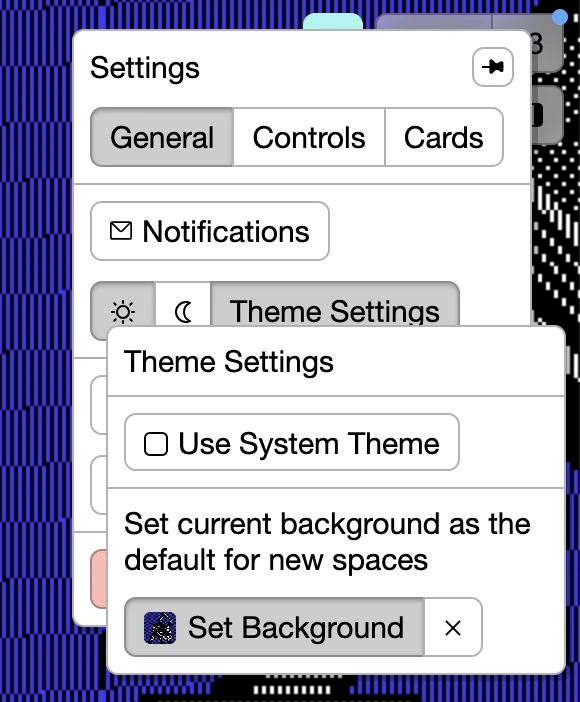 3
Settings
General Controls Cards
Notifications
Theme Settings
Theme Settings
Use System Theme
Set current background as the
default for new spaces
Set Background